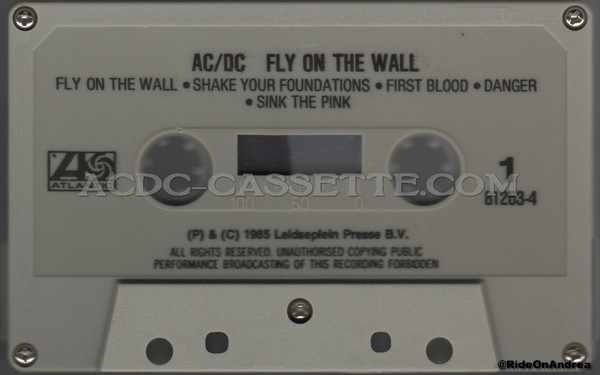 AC/DC FLY ON THE WALL
FLY ON THE WALL • SHAKE YOUR FOUNDATIONS • FIRST BLOOD • DANGER
• SINK THE PINK
ATLANTIC
1
ACDC-CASSETTE.COM
81263-4
100 50 0
(P) & (C) 1985 Leidseplein Presse B.V.
ALL RIGHTS RESERVED. UNAUTHORISED COPYING PUBLIC
PERFORMANCE BROADCASTING OF THIS RECORDING FORBIDDEN
@RideOnAndrea